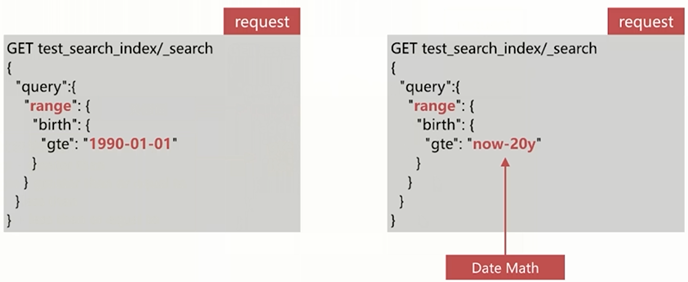 request
GET test_search_index/_search
{
"query":{
"range": {
"birth": {
"gte": "1990-01-01"
}
}
}
}
request
GET test_search_index/_search
{
"query":{
"range": {
"birth": {
"gte": "now-20y"
}
}
}
}
Date Math